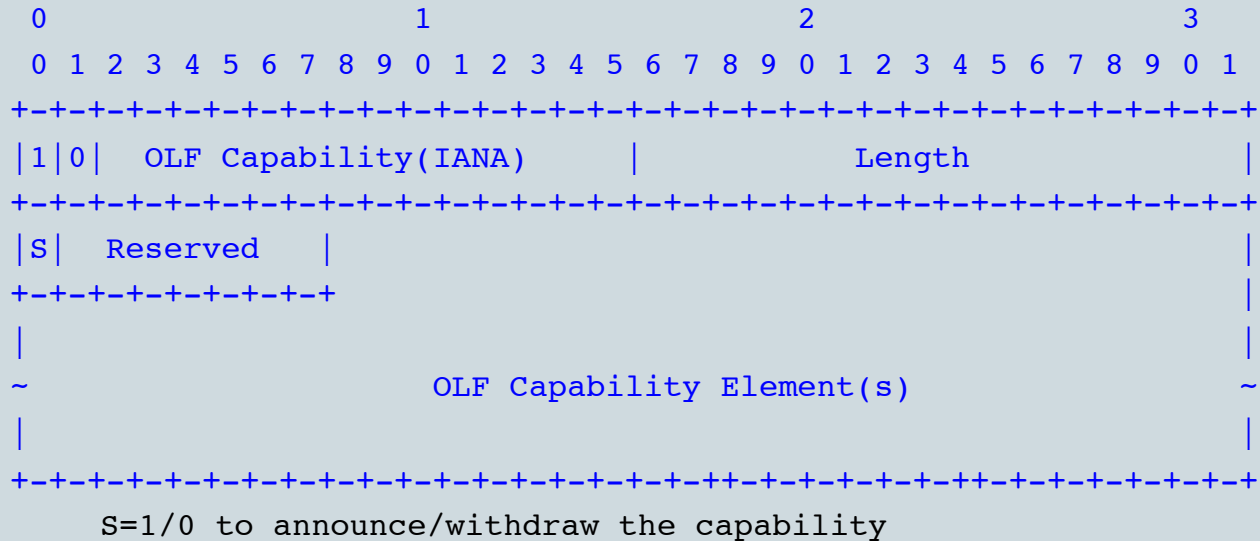 0                   1                   2                   3
 0 1 2 3 4 5 6 7 8 9 0 1 2 3 4 5 6 7 8 9 0 1 2 3 4 5 6 7 8 9 0 1
+-+-+-+-+-+-+-+-+-+-+-+-+-+-+-+-+-+-+-+-+-+-+-+-+-+-+-+-+-+-+-+-+
|1|0|  OLF Capability(IANA)     |           Length              |
+-+-+-+-+-+-+-+-+-+-+-+-+-+-+-+-+-+-+-+-+-+-+-+-+-+-+-+-+-+-+-+-+
|S|  Reserved   |                                               |
+-+-+-+-+-+-+-+-+                                               |
|                                                               |
~                     OLF Capability Element(s)                 ~
|                                                               |
+-+-+-+-+-+-+-+-+-+-+-+-+-+-+-+-+-+-++-+-+-+-+-+-++-+-+-+-+-+-+-+
S=1/0 to announce/withdraw the capability